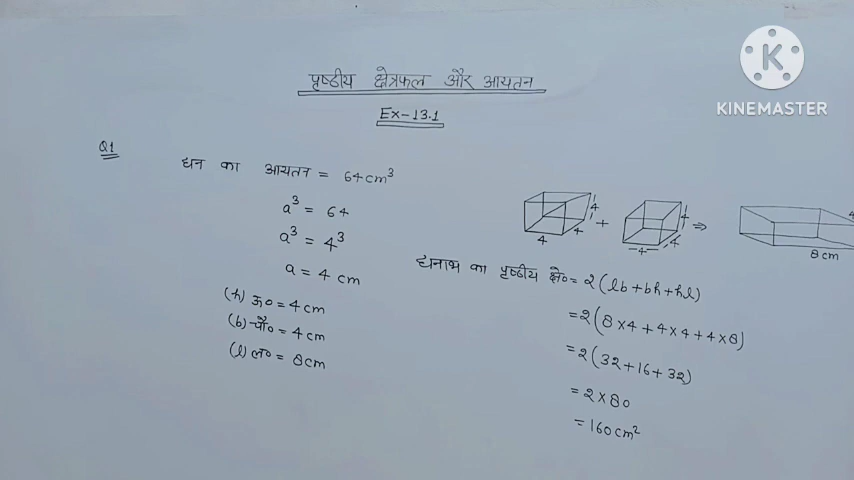 पृष्ठीय क्षेत्रफल और आयतन
Ex-13.1
Q1
घन का आयतन = 64cm³
a³ = 64
a³ = 4³
a = 4 cm
(h) ऊ० = 4cm
(b) चौ० = 4cm
(l) ल० = 8cm
4 4 4 + 4 4 4 ⇒ 4 8cm
घनाभ का पृष्ठीय क्षे० = 2(lb+bh+hl)
= 2(8×4+4×4+4×8)
= 2(32+16+32)
= 2×80
= 160cm²
K
KINEMASTER